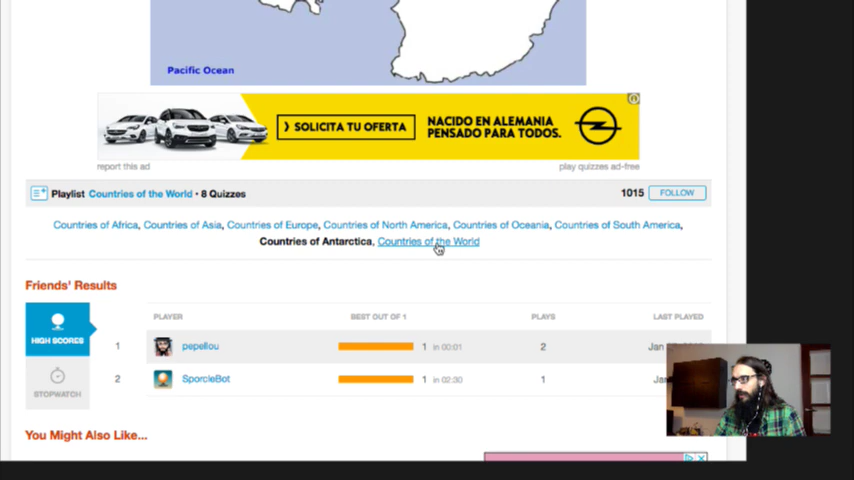 Pacific Ocean
❯ SOLICITA TU OFERTA
NACIDO EN ALEMANIA
PENSADO PARA TODOS.
report this ad
play quizzes ad-free
Playlist Countries of the World • 8 Quizzes
1015
FOLLOW
Countries of Africa, Countries of Asia, Countries of Europe, Countries of North America, Countries of Oceania, Countries of South America,
Countries of Antarctica, Countries of the World
Friends' Results
HIGH SCORES
STOPWATCH
PLAYER BEST OUT OF 1 PLAYS LAST PLAYED
1 pepellou 1 in 00:01 2 Jan
2 SporcleBot 1 in 02:30 1
You Might Also Like...